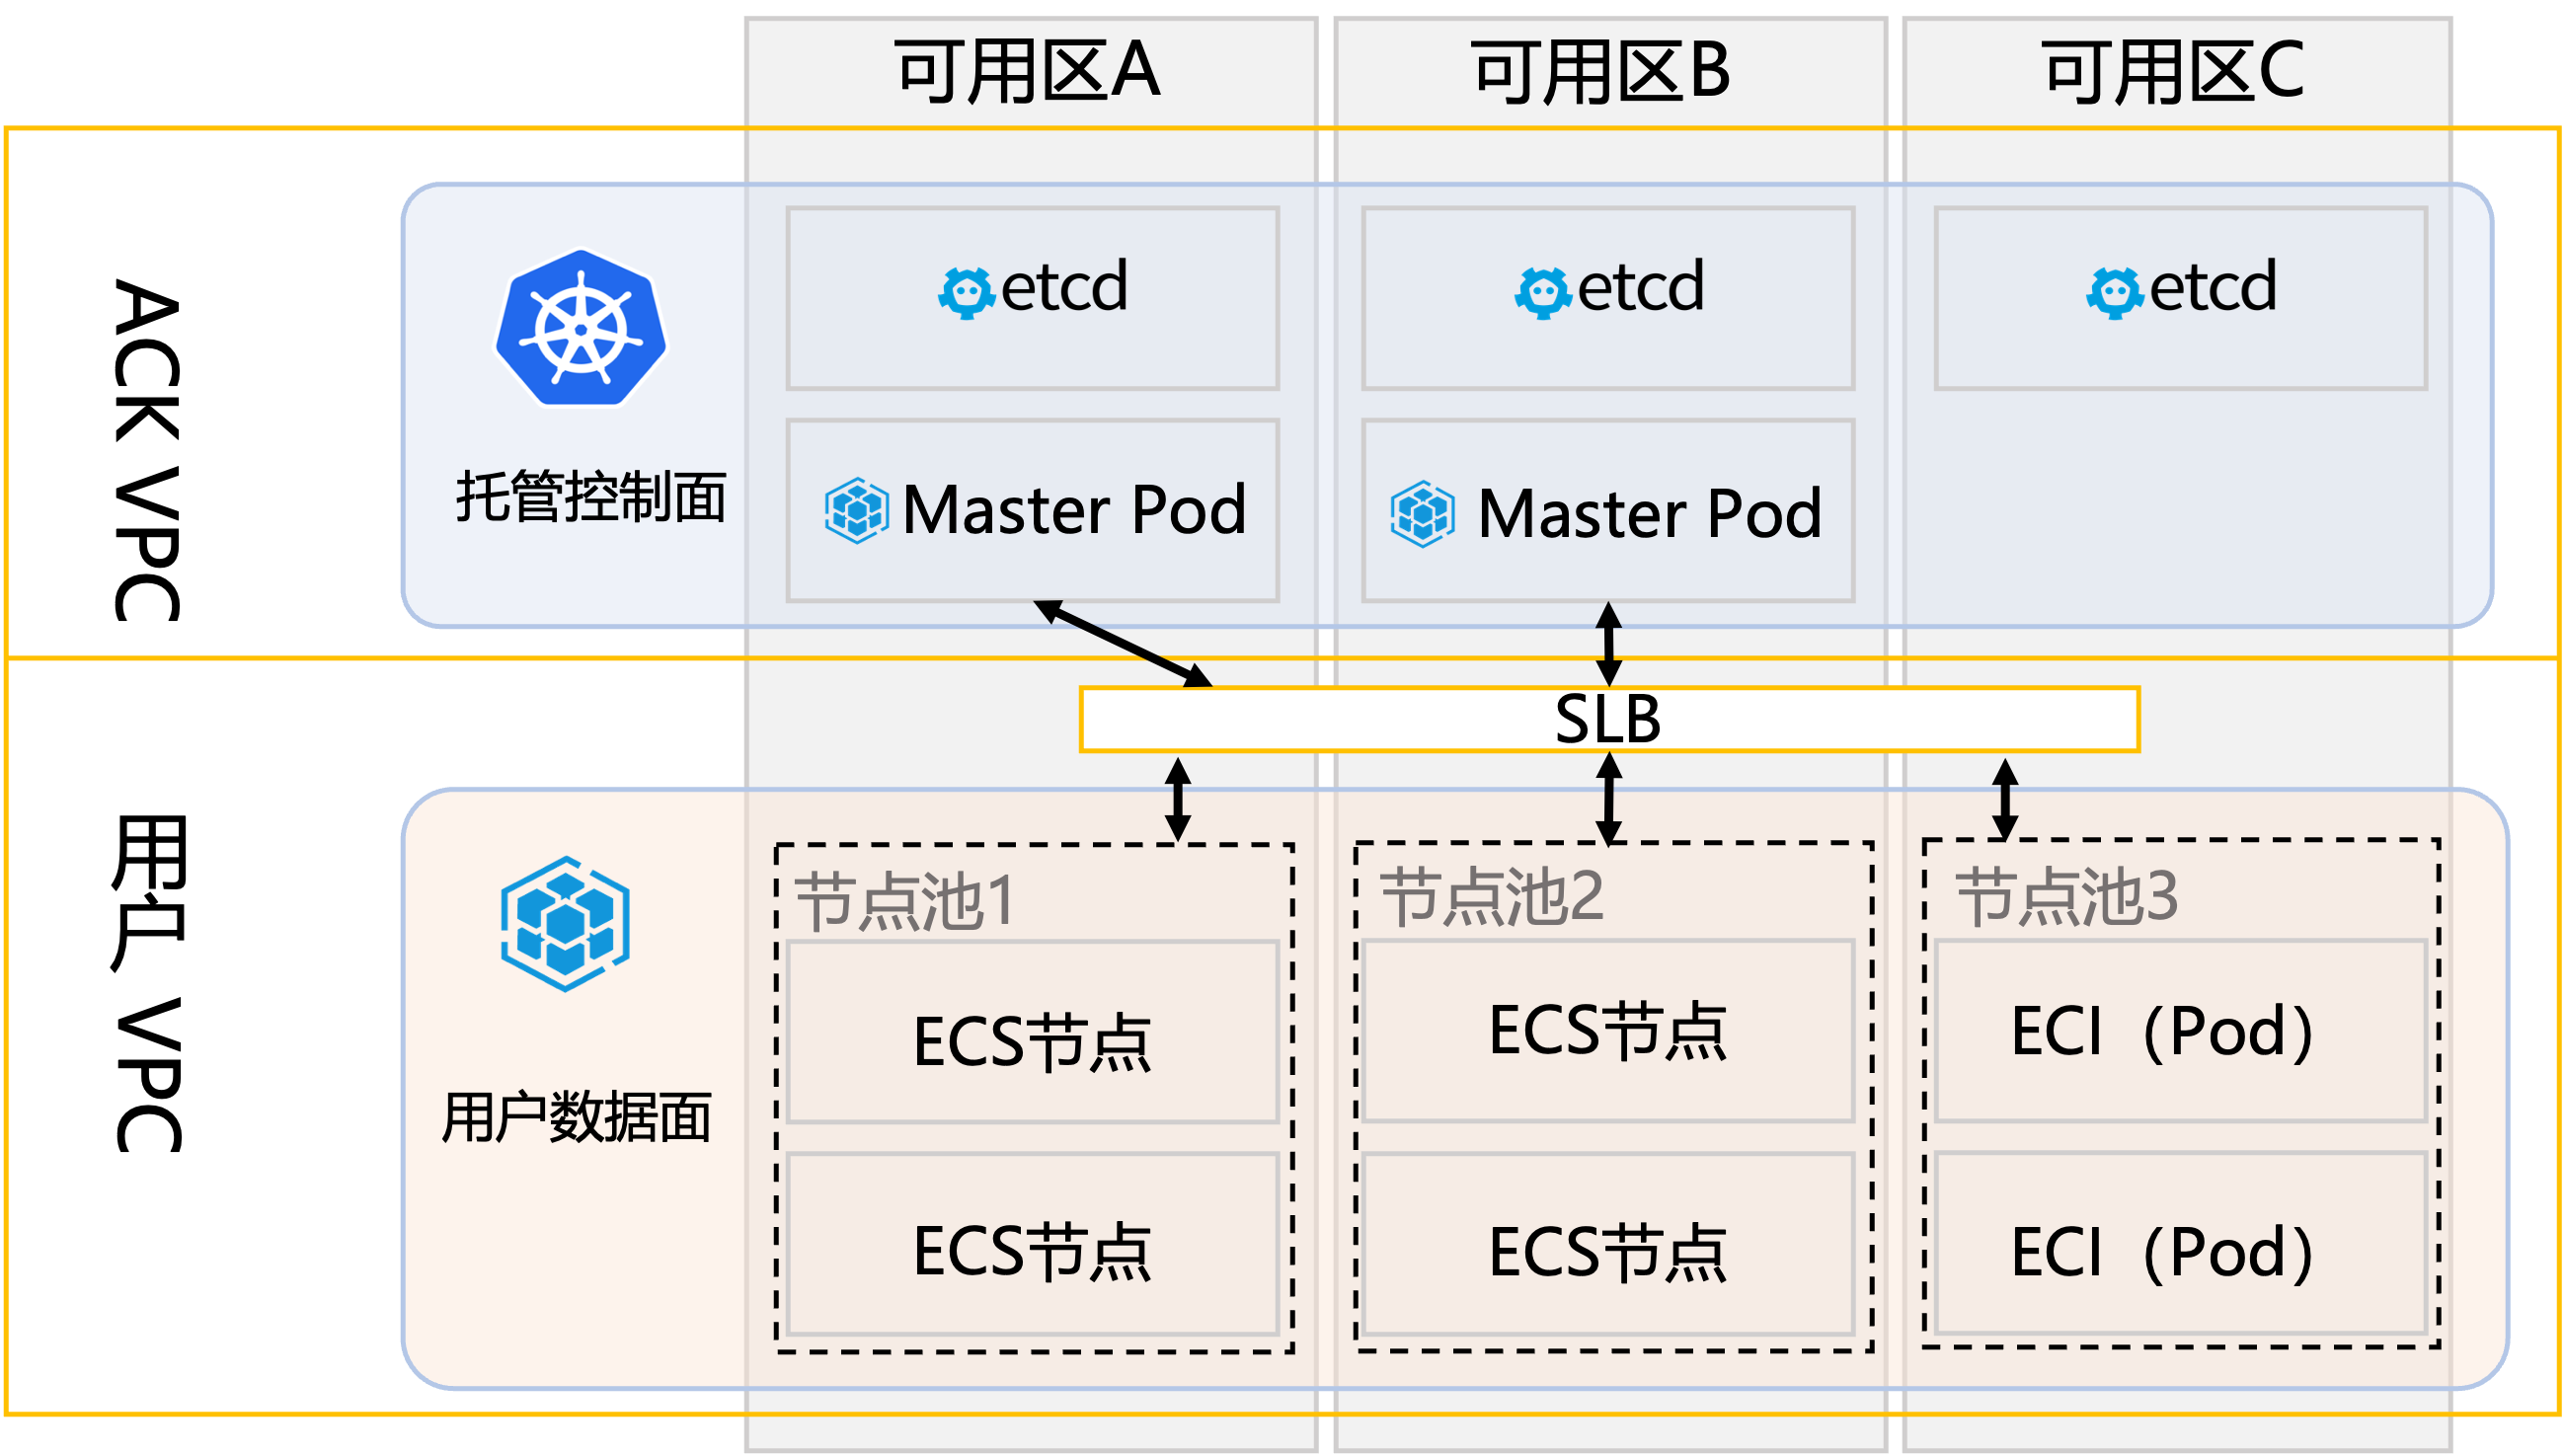 可用区A
可用区B
可用区C
ACK VPC
托管控制面
etcd
etcd
etcd
Master Pod
Master Pod
SLB
用户 VPC
用户数据面
节点池1
节点池2
节点池3
ECS节点
ECS节点
ECI（Pod）
ECS节点
ECS节点
ECI（Pod）